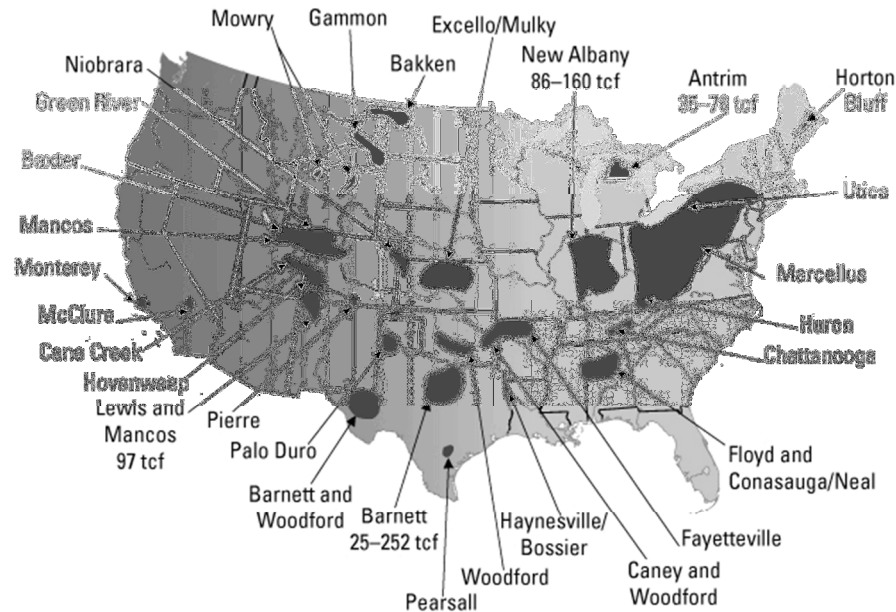 Mowry
Gammon
Excello/Mulky
Niobrara
Bakken
New Albany
86–160 tcf
Antrim
35–76 tcf
Horton
Bluff
Green River
Baxter
Utica
Mancos
Monterey
Marcellus
McClure
Huron
Cane Creek
Chattanooga
Hovenweep
Lewis and
Mancos
97 tcf
Pierre
Palo Duro
Floyd and
Conasauga/Neal
Barnett and
Woodford
Barnett
25–252 tcf
Haynesville/
Bossier
Fayetteville
Woodford
Caney and
Woodford
Pearsall